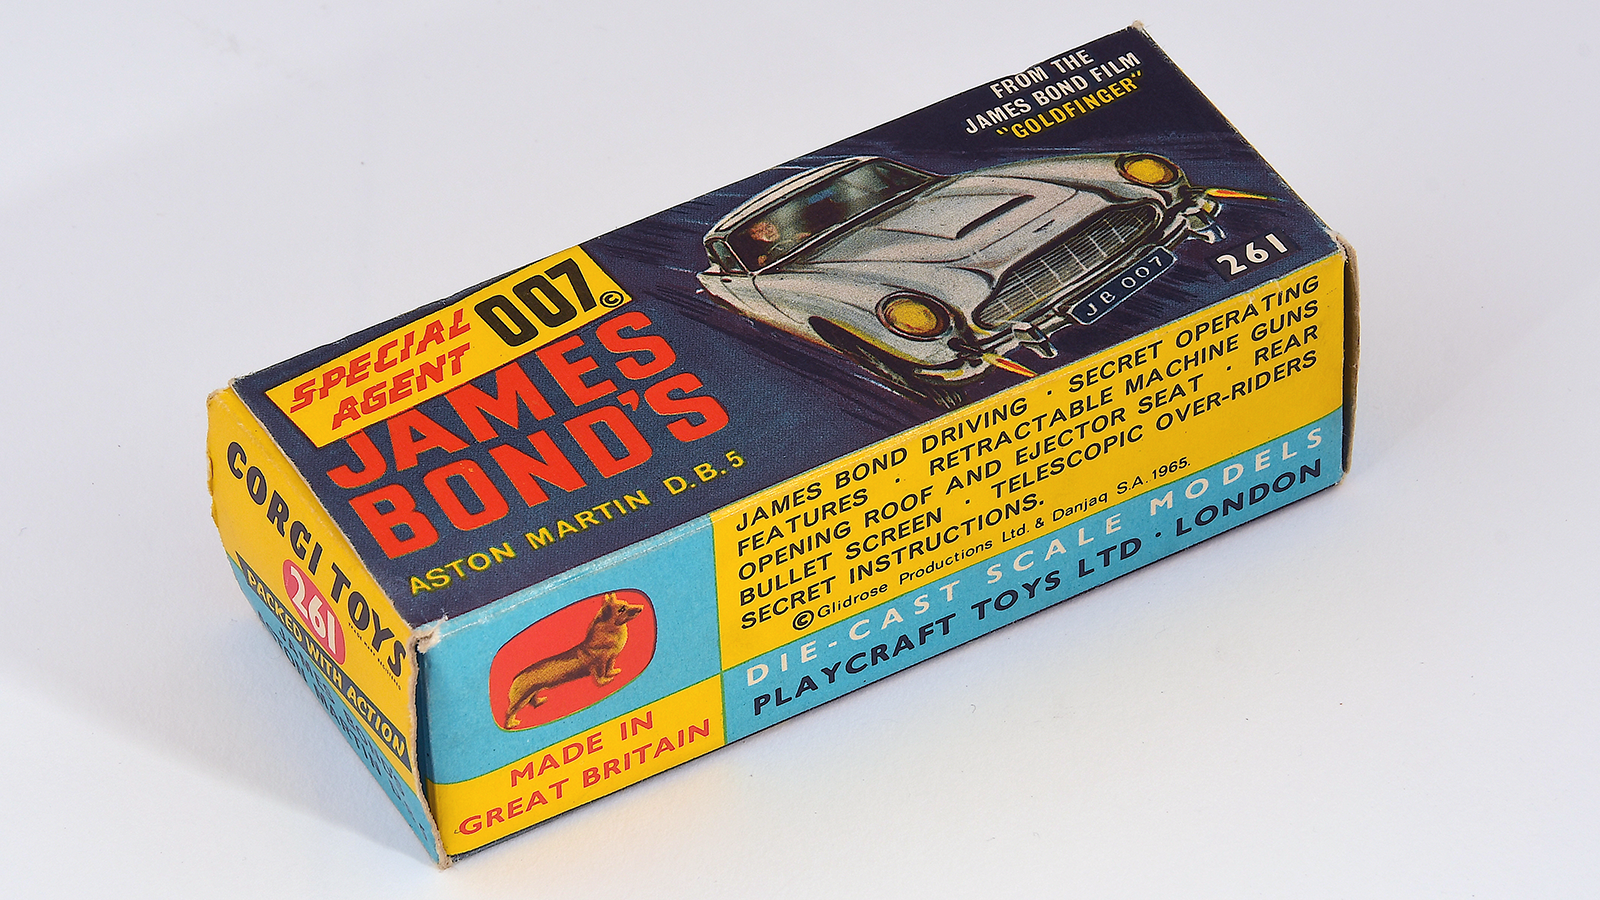 FROM THE
JAMES BOND FILM
"GOLDFINGER"
JB 007
261
SPECIAL
AGENT
007©
JAMES
BOND'S
ASTON MARTIN D.B.5
CORGI TOYS
261
PACKED WITH ACTION
JAMES BOND DRIVING · SECRET OPERATING
FEATURES · RETRACTABLE MACHINE GUNS
OPENING ROOF AND EJECTOR SEAT · REAR
BULLET SCREEN · TELESCOPIC OVER-RIDERS
SECRET INSTRUCTIONS.
© Glidrose Productions Ltd. & Danjaq S.A. 1965.
DIE-CAST SCALE MODELS
PLAYCRAFT TOYS LTD · LONDON
MADE IN
GREAT BRITAIN